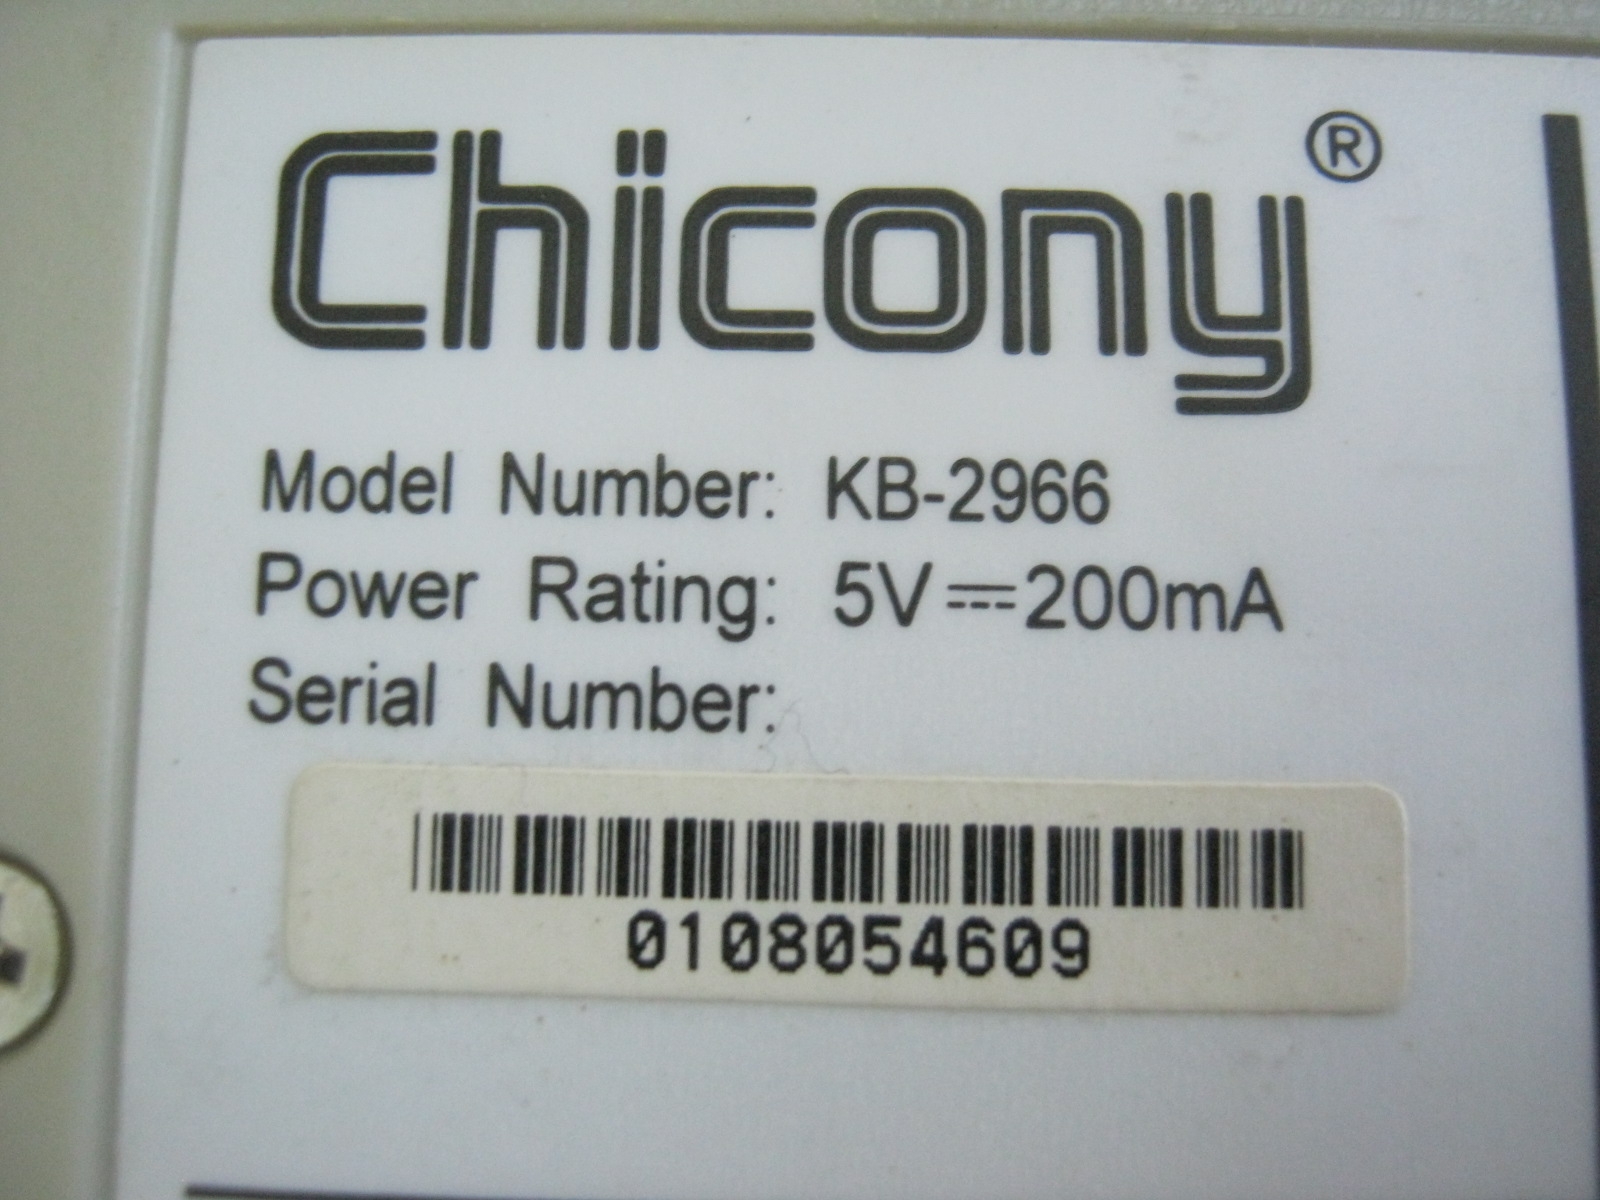 Chicony®
Model Number: KB-2966
Power Rating: 5V⎓200mA
Serial Number:
0108054609